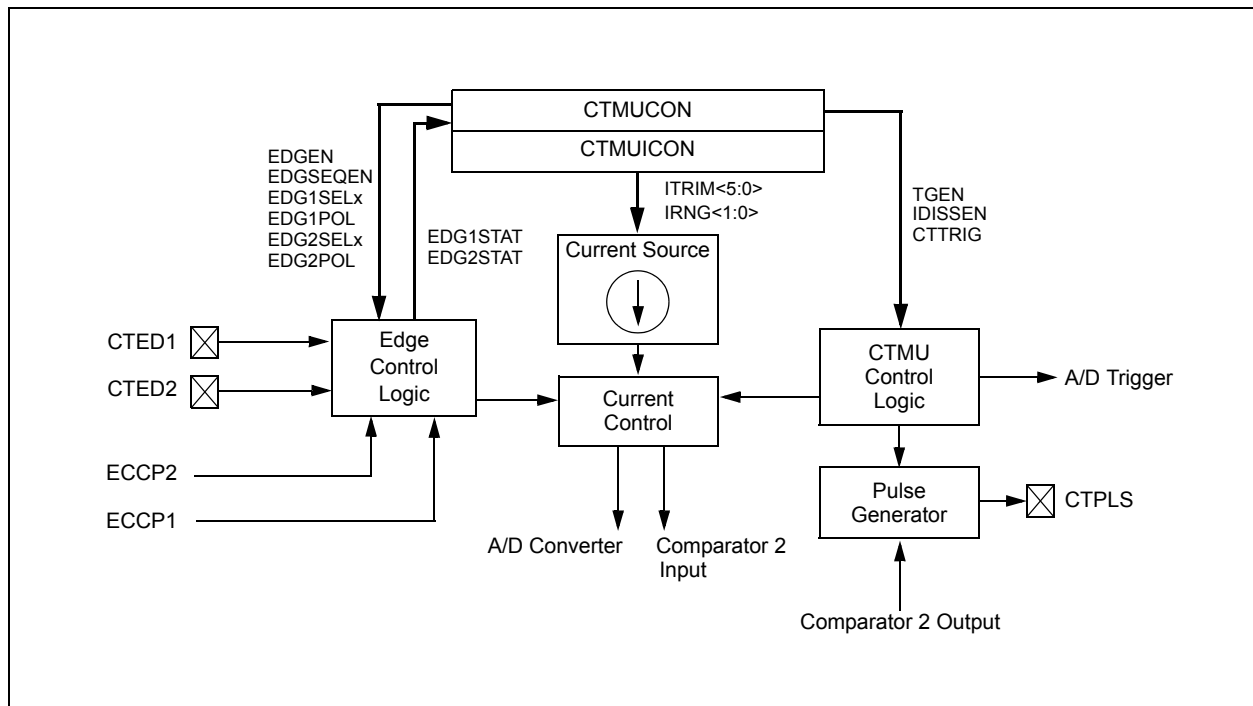 CTMUCON
CTMUICON
EDGEN
EDGSEQEN
EDG1SELx
EDG1POL
EDG2SELx
EDG2POL
EDG1STAT
EDG2STAT
ITRIM<5:0>
IRNG<1:0>
TGEN
IDISSEN
CTTRIG
Current Source
CTED1
CTED2
Edge
Control
Logic
Current
Control
CTMU
Control
Logic
A/D Trigger
ECCP2
ECCP1
Pulse
Generator
CTPLS
A/D Converter
Comparator 2
Input
Comparator 2 Output